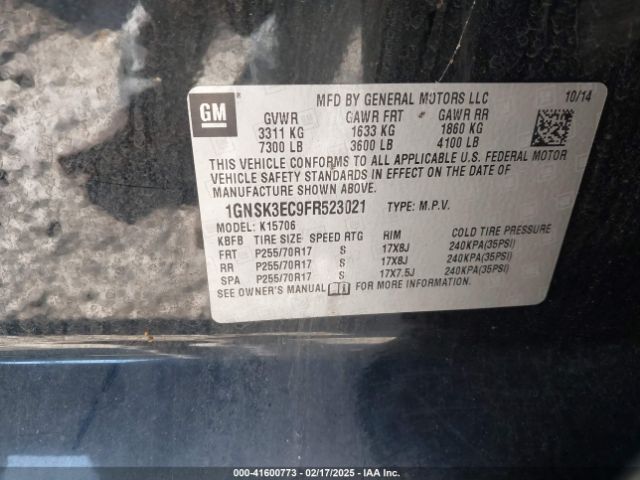 GM
MFD BY GENERAL MOTORS LLC 10/14
GVWR GAWR FRT GAWR RR
3311 KG 1633 KG 1860 KG
7300 LB 3600 LB 4100 LB
THIS VEHICLE CONFORMS TO ALL APPLICABLE U.S. FEDERAL MOTOR
VEHICLE SAFETY STANDARDS IN EFFECT ON THE DATE OF
MANUFACTURE SHOWN ABOVE.
1GNSK3EC9FR523021 TYPE: M.P.V.
MODEL: K15706
KBFB TIRE SIZE SPEED RTG RIM COLD TIRE PRESSURE
FRT P255/70R17 S 17X8J 240KPA(35PSI)
RR P255/70R17 S 17X8J 240KPA(35PSI)
SPA P255/70R17 S 17X7.5J 240KPA(35PSI)
SEE OWNER'S MANUAL FOR MORE INFORMATION.
000-41600773 - 02/17/2025 - IAA Inc.